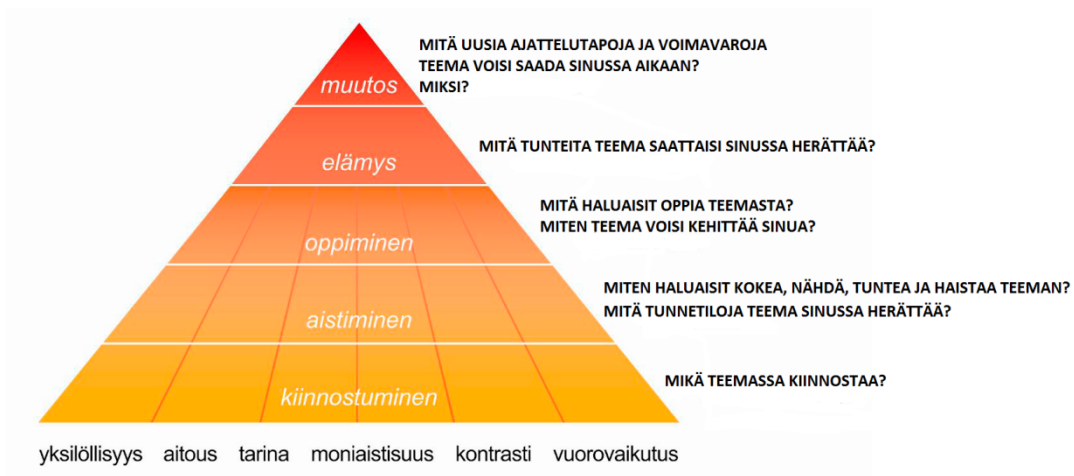 MITÄ UUSIA AJATTELUTAPOJA JA VOIMAVAROJA
TEEMA VOISI SAADA SINUSSA AIKAAN?
MIKSI?
muutos
MITÄ TUNTEITA TEEMA SAATTAISI SINUSSA HERÄTTÄÄ?
elämys
MITÄ HALUAISIT OPPIA TEEMASTA?
MITEN TEEMA VOISI KEHITTÄÄ SINUA?
oppiminen
MITEN HALUAISIT KOKEA, NÄHDÄ, TUNTEA JA HAISTAA TEEMAN?
MITÄ TUNNETILOJA TEEMA SINUSSA HERÄTTÄÄ?
aistiminen
MIKÄ TEEMASSA KIINNOSTAA?
kiinnostuminen
yksilöllisyys aitous tarina moniaistisuus kontrasti vuorovaikutus